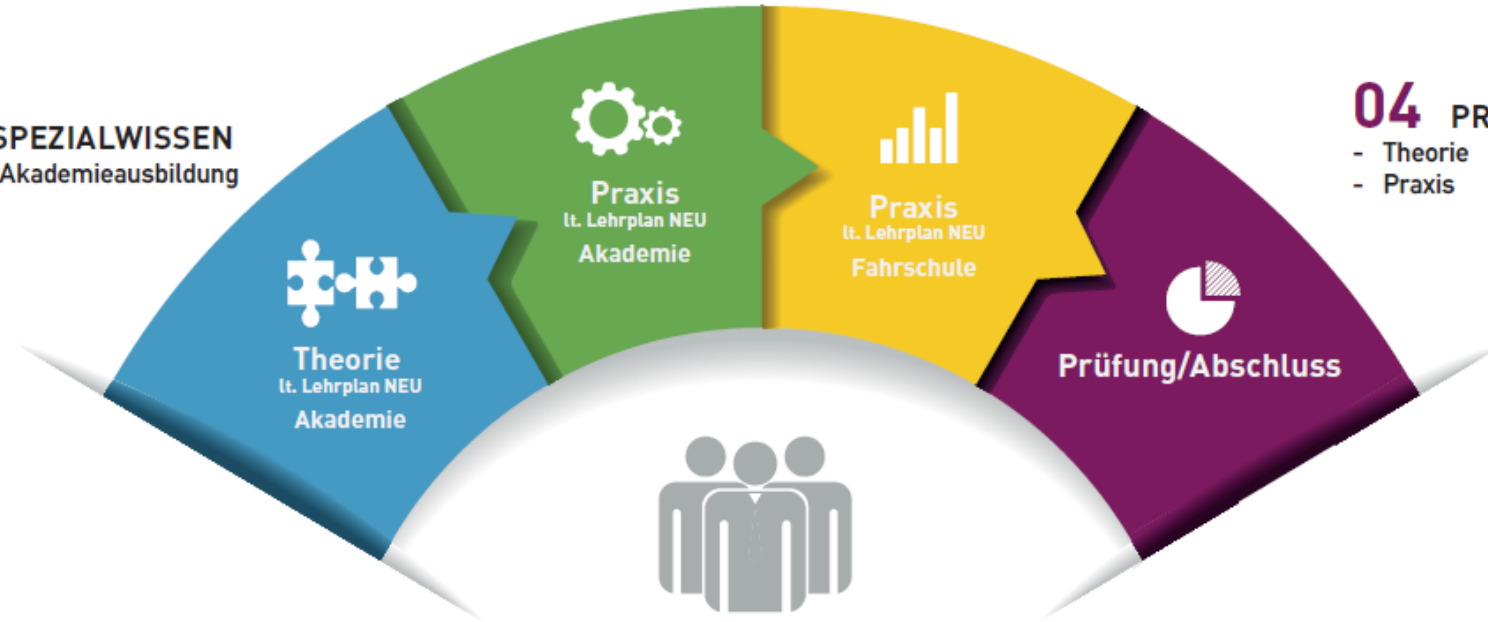 SPEZIALWISSEN
Akademieausbildung
Theorie
lt. Lehrplan NEU
Akademie
Praxis
lt. Lehrplan NEU
Akademie
Praxis
lt. Lehrplan NEU
Fahrschule
Prüfung/Abschluss
04 PR
- Theorie
- Praxis